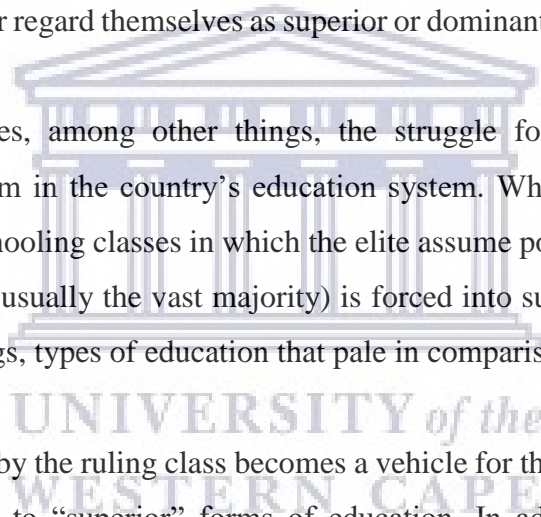 r regard themselves as superior or dominant
es, among other things, the struggle fo
m in the country’s education system. Wh
hooling classes in which the elite assume po
usually the vast majority) is forced into su
gs, types of education that pale in comparis
UNIVERSITY of the
by the ruling class becomes a vehicle for th
WESTERN CAPE
to “superior” forms of education. In ad